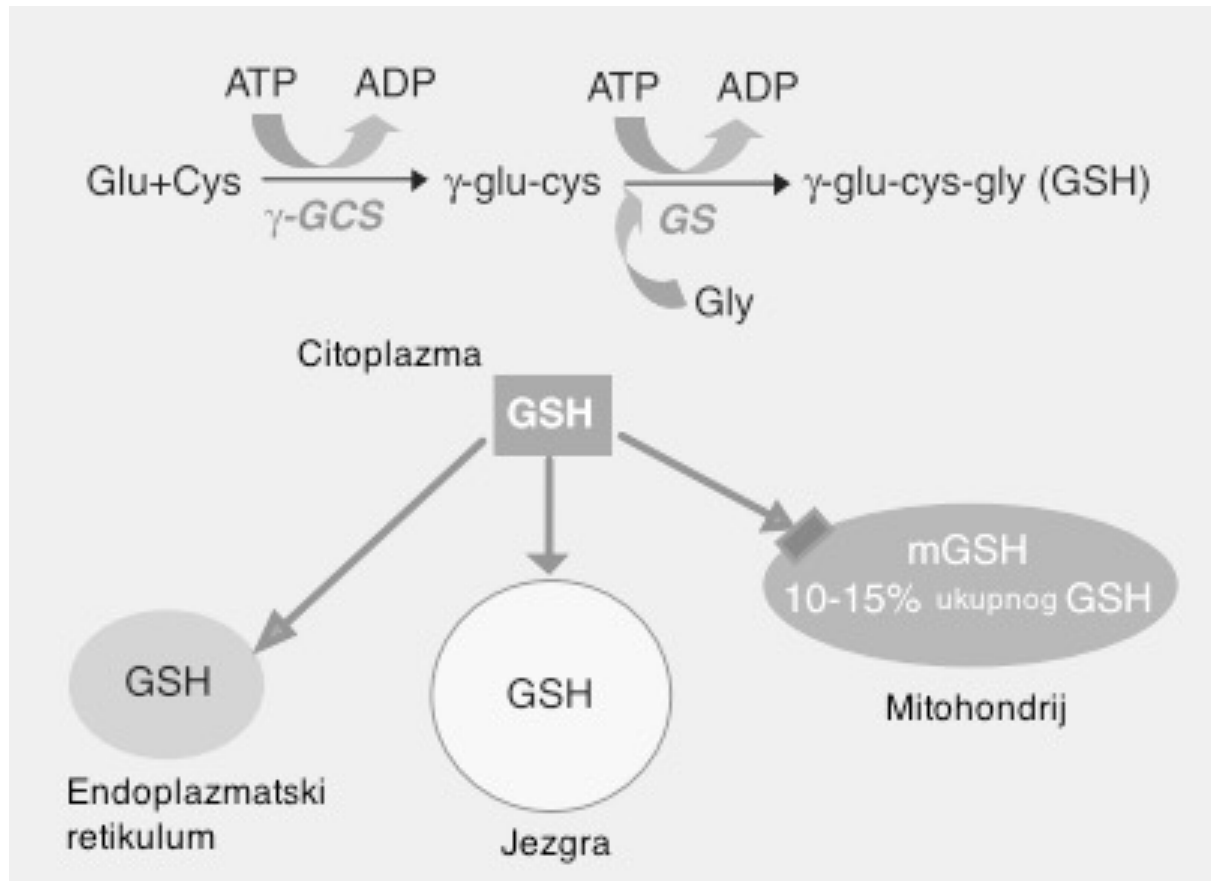 ATP ADP ATP ADP
Glu+Cys γ-glu-cys γ-glu-cys-gly (GSH)
γ-GCS GS
Gly
Citoplazma
GSH
mGSH
10-15% ukupnog GSH
GSH
GSH
Mitohondrij
Endoplazmatski
retikulum
Jezgra